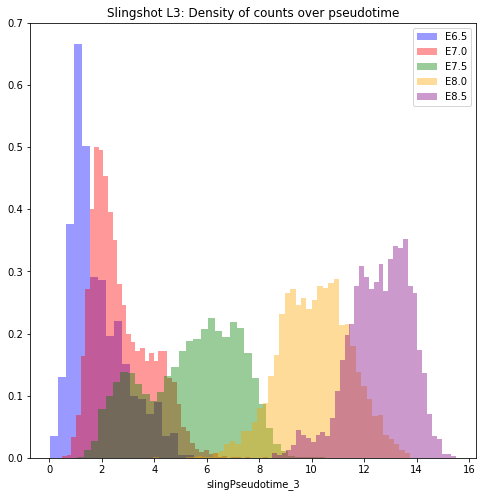 Slingshot L3: Density of counts over pseudotime
E6.5
E7.0
E7.5
E8.0
E8.5
0.7
0.6
0.5
0.4
0.3
0.2
0.1
0.0
0 2 4 6 8 10 12 14 16
slingPseudotime_3